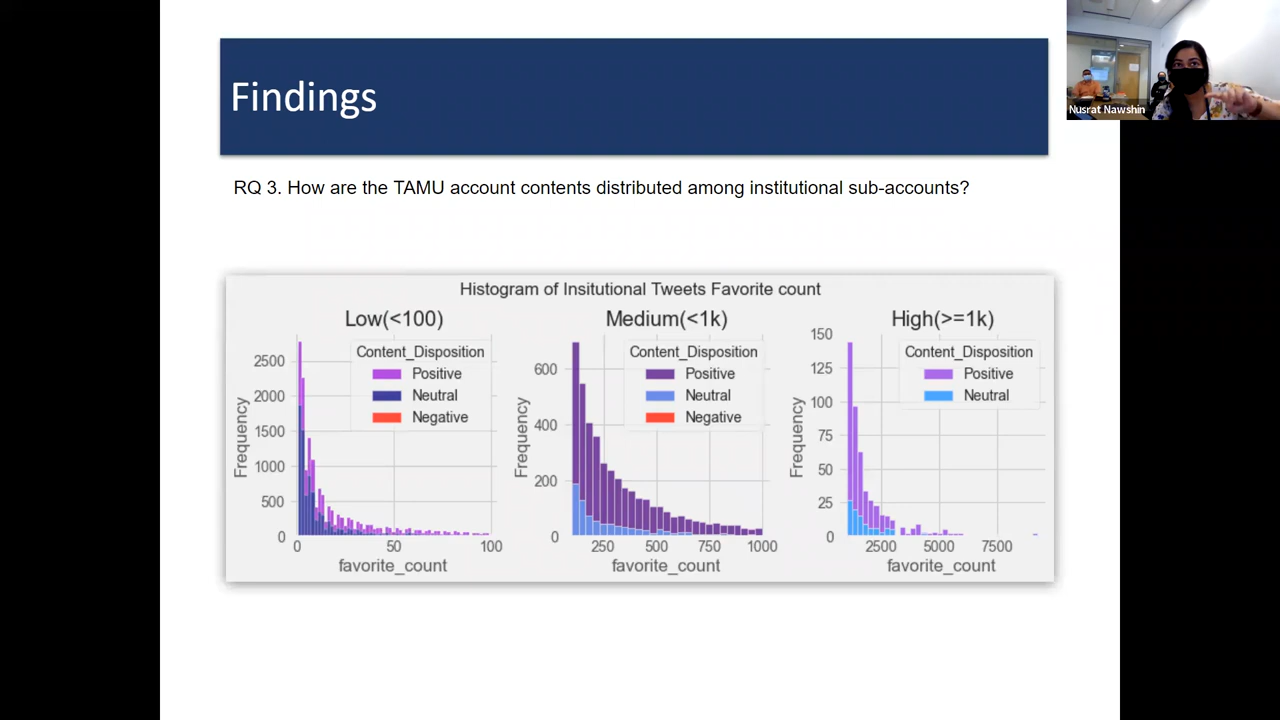 Findings
Nusrat Nawshin
RQ 3. How are the TAMU account contents distributed among institutional sub-accounts?
Histogram of Insitutional Tweets Favorite count
Low(<100)
Content_Disposition
Positive
Neutral
Negative
Frequency
2500
2000
1500
1000
500
0
0 50 100
favorite_count
Medium(<1k)
Content_Disposition
Positive
Neutral
Negative
Frequency
600
400
200
0
250 500 750 1000
favorite_count
High(>=1k)
Content_Disposition
Positive
Neutral
Frequency
150
125
100
75
50
25
0
2500 5000 7500
favorite_count